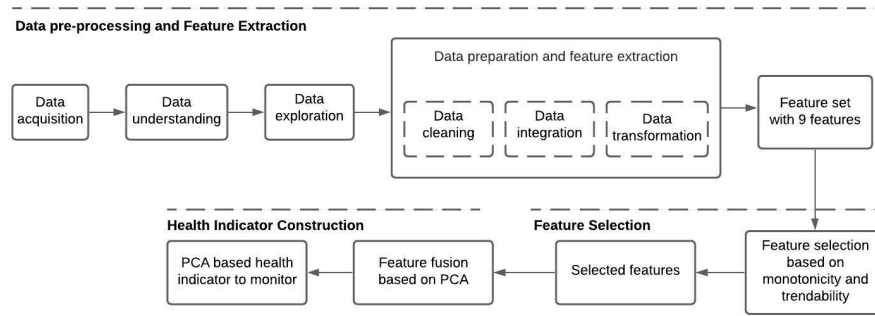 Data pre-processing and Feature Extraction
Data preparation and feature extraction
Data
acquisition
Data
understanding
Data
exploration
Data
cleaning
Data
integration
Data
transformation
Feature set
with 9 features
Health Indicator Construction
Feature Selection
PCA based health
indicator to monitor
Feature fusion
based on PCA
Selected features
Feature selection
based on
monotonicity and
trendability